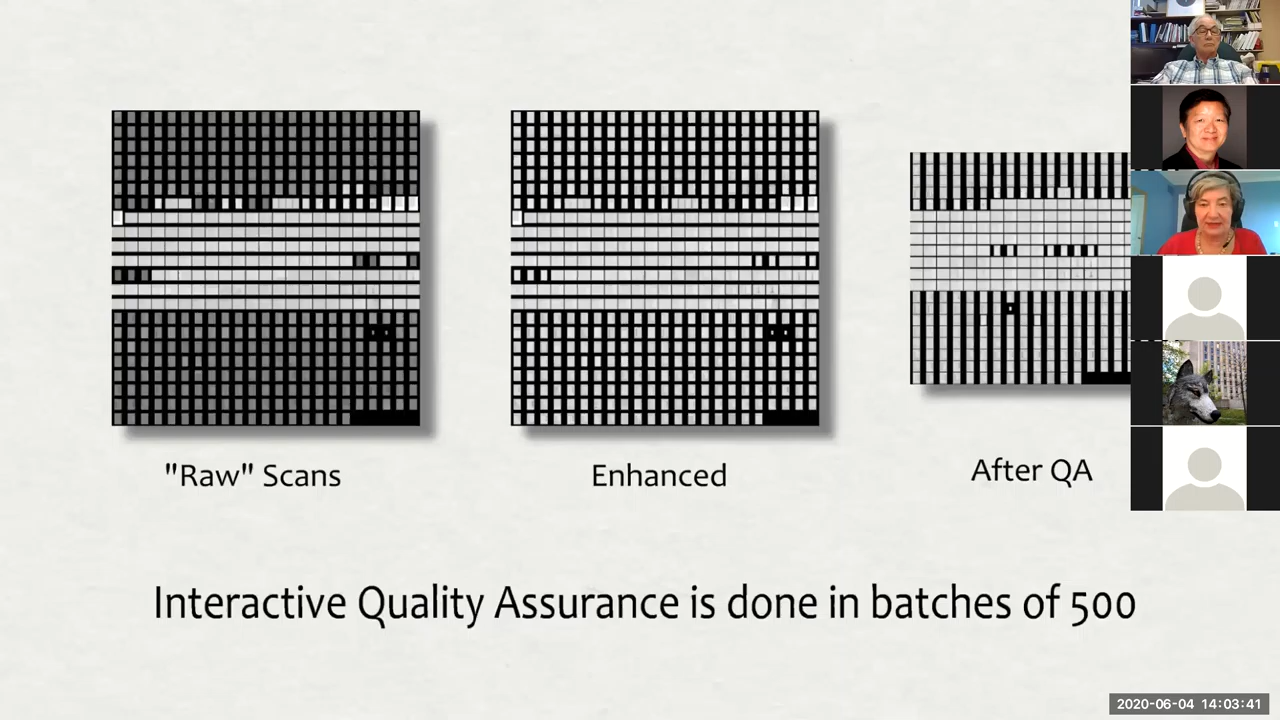 "Raw" Scans
Enhanced
After QA
Interactive Quality Assurance is done in batches of 500
2020-06-04 14:03:41